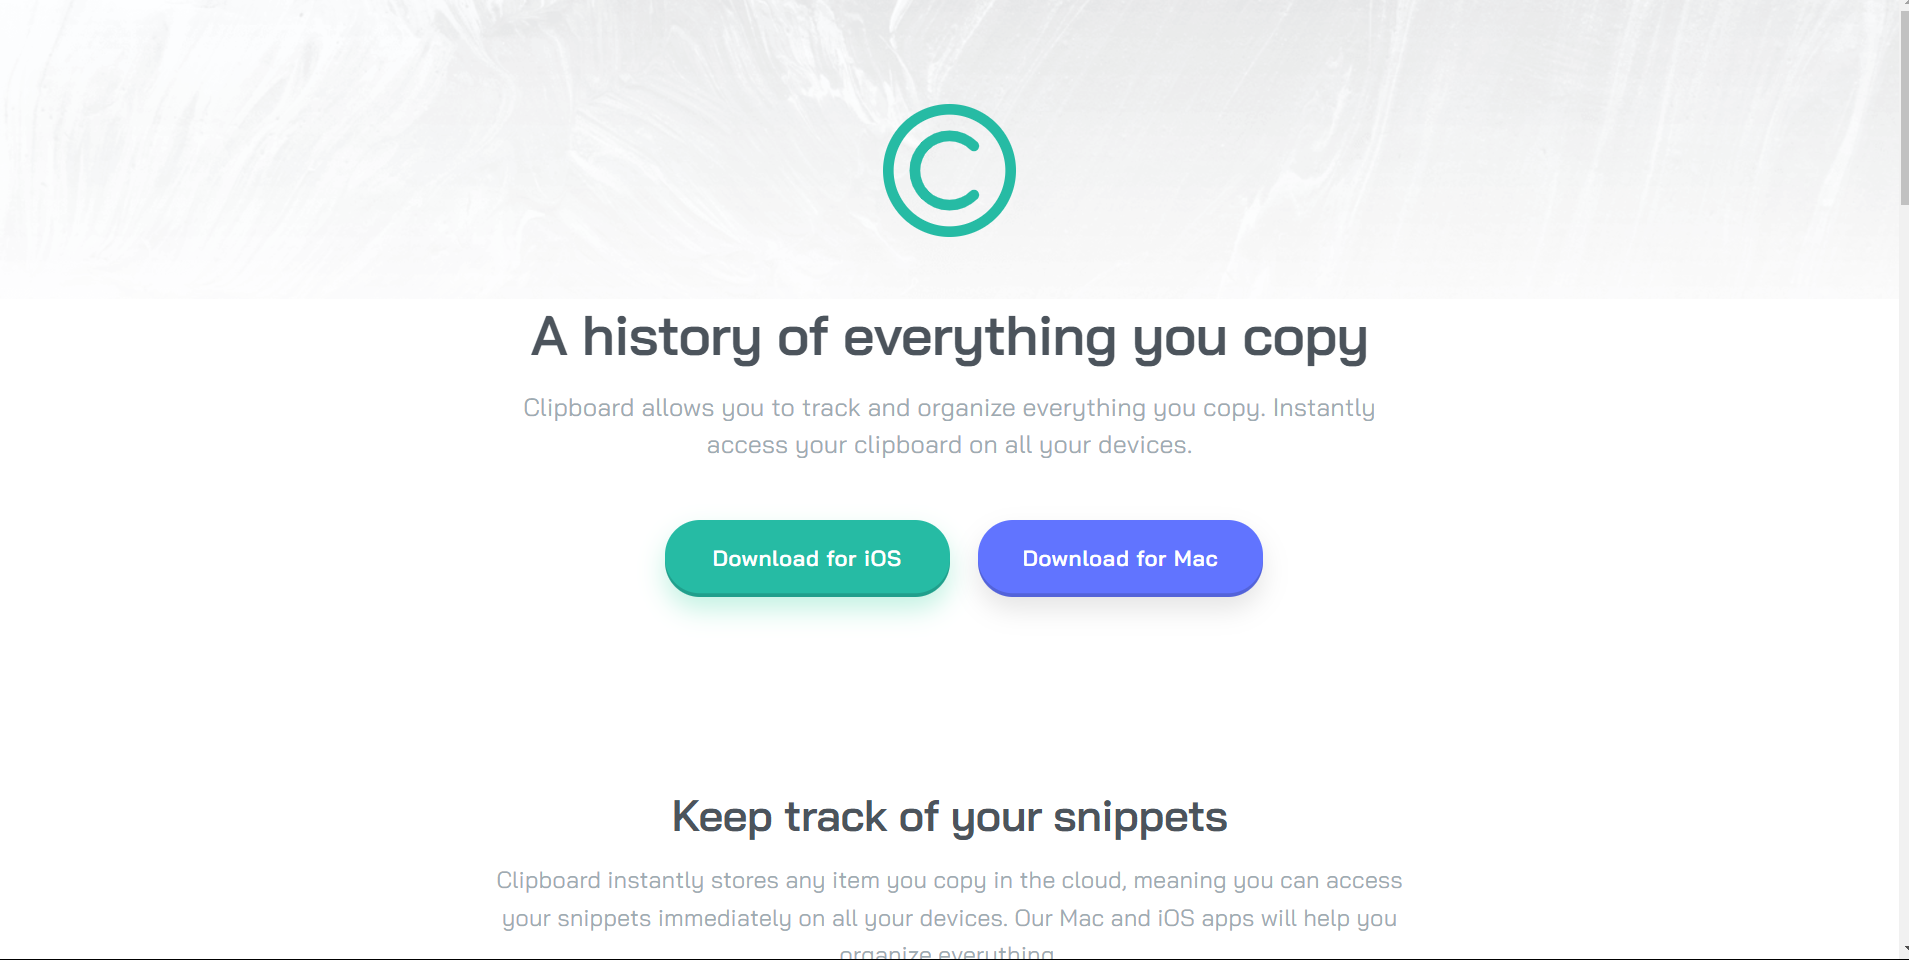 A history of everything you copy
Clipboard allows you to track and organize everything you copy. Instantly
access your clipboard on all your devices.
Download for iOS
Download for Mac
Keep track of your snippets
Clipboard instantly stores any item you copy in the cloud, meaning you can access
your snippets immediately on all your devices. Our Mac and iOS apps will help you
organize everything.